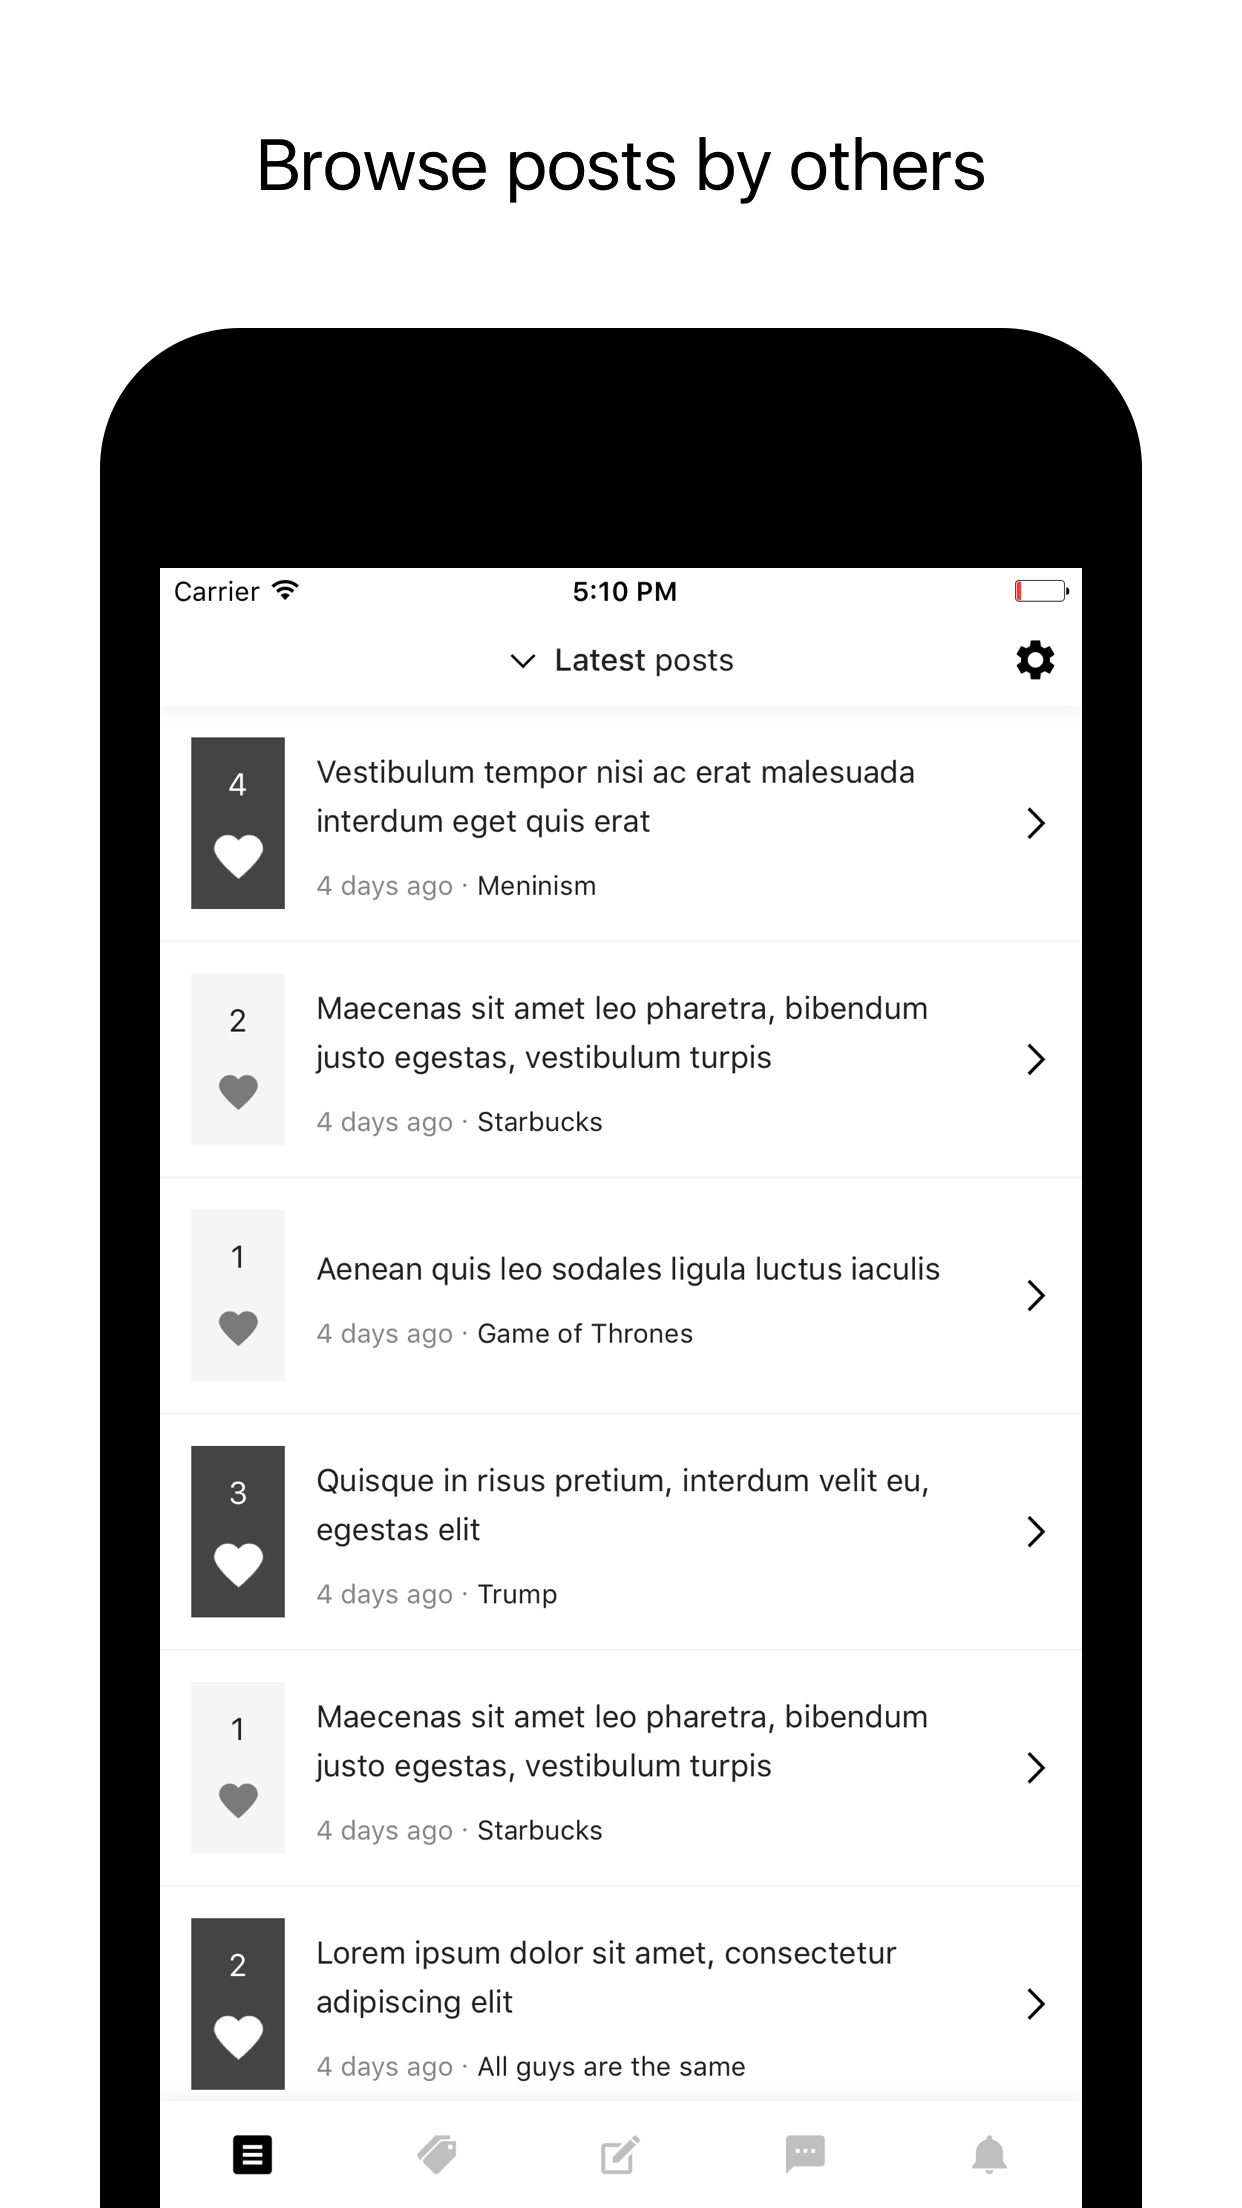 Browse posts by others
Carrier 5:10 PM
Latest posts
4
Vestibulum tempor nisi ac erat malesuada
interdum eget quis erat
4 days ago · Meninism
2
Maecenas sit amet leo pharetra, bibendum
justo egestas, vestibulum turpis
4 days ago · Starbucks
1
Aenean quis leo sodales ligula luctus iaculis
4 days ago · Game of Thrones
3
Quisque in risus pretium, interdum velit eu,
egestas elit
4 days ago · Trump
1
Maecenas sit amet leo pharetra, bibendum
justo egestas, vestibulum turpis
4 days ago · Starbucks
2
Lorem ipsum dolor sit amet, consectetur
adipiscing elit
4 days ago · All guys are the same